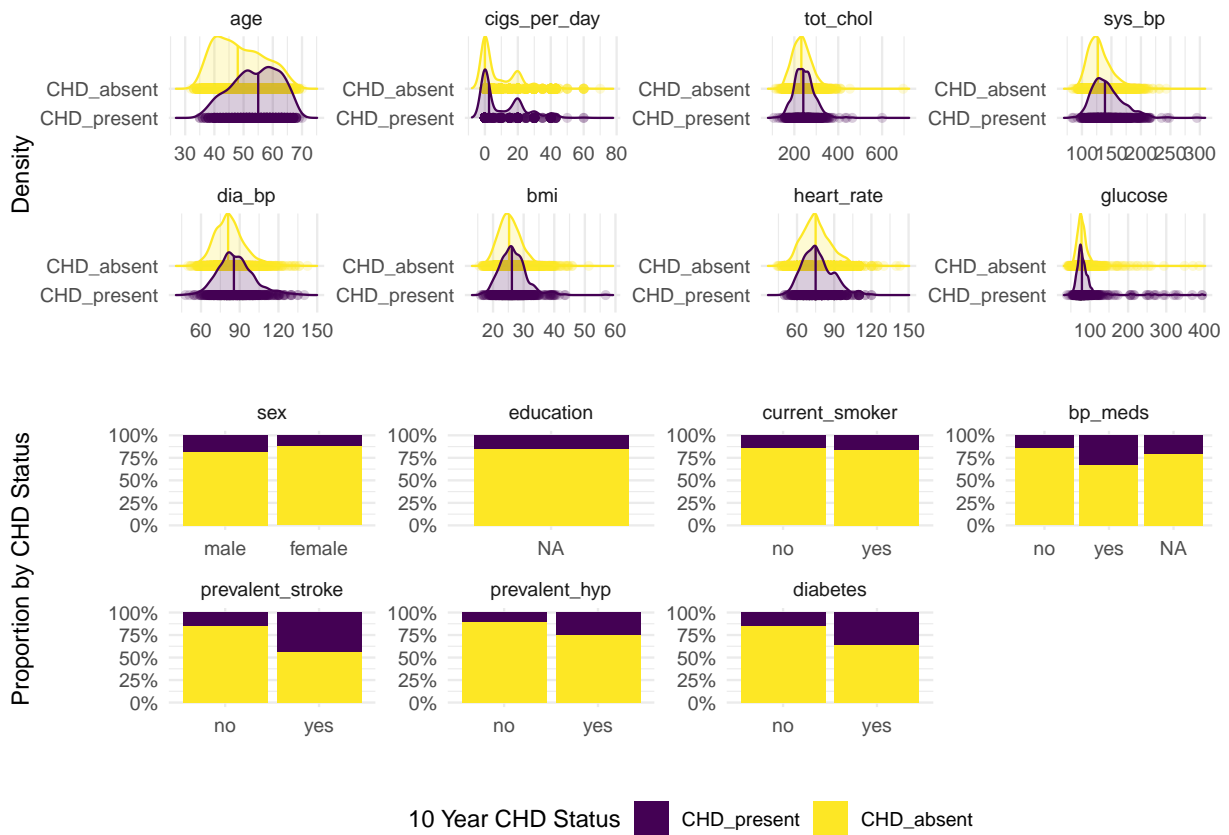 age cigs_per_day tot_chol sys_bp
CHD_absent CHD_absent CHD_absent CHD_absent
CHD_present CHD_present CHD_present CHD_present
30 40 50 60 70 0 20 40 60 80 200 400 600 100 150 200 250 300
Density
dia_bp bmi heart_rate glucose
CHD_absent CHD_absent CHD_absent CHD_absent
CHD_present CHD_present CHD_present CHD_present
60 90 120 150 20 30 40 50 60 60 90 120 150 100 200 300 400
sex education current_smoker bp_meds
100% 100% 100% 100%
75% 75% 75% 75%
50% 50% 50% 50%
25% 25% 25% 25%
0% 0% 0% 0%
male female NA no yes no yes NA
Proportion by CHD Status
prevalent_stroke prevalent_hyp diabetes
100% 100% 100%
75% 75% 75%
50% 50% 50%
25% 25% 25%
0% 0% 0%
no yes no yes no yes
10 Year CHD Status CHD_present CHD_absent